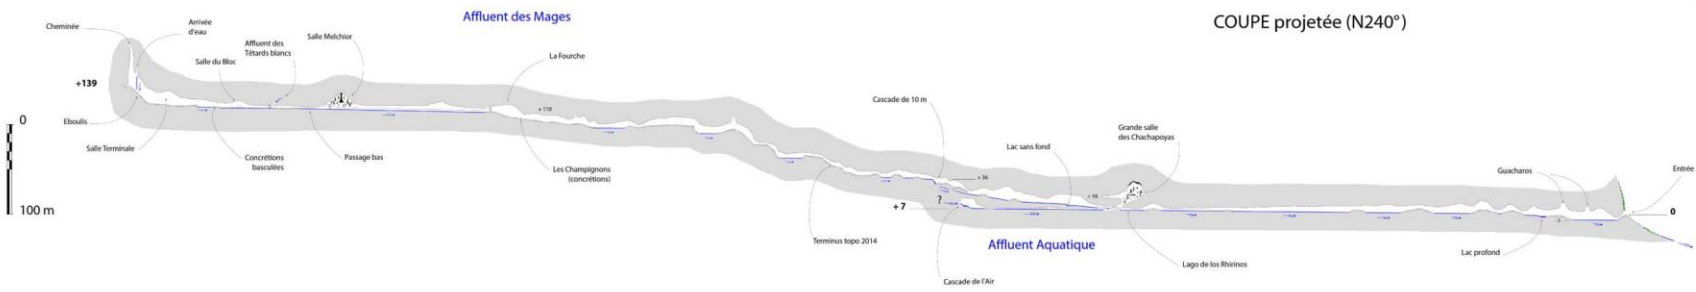 Affluent des Mages
COUPE projetée (N240°)
Cheminée
Arrivée
d'eau
Affluent des
Têtards blancs
Salle Melchior
Salle du Bloc
La Fourche
+139
+110
0
100 m
Eboulis
Salle Terminale
Concrétions
basculées
Passage bas
Les Champignons
(concrétions)
Cascade de 10 m
Lac sans fond
Grande salle
des Chachapoyas
Guacharos
Entrée
+36
+16
?
+7
0
Terminus topo 2014
Affluent Aquatique
Cascade de l'Air
Lago de los Rhirinos
Lac profond